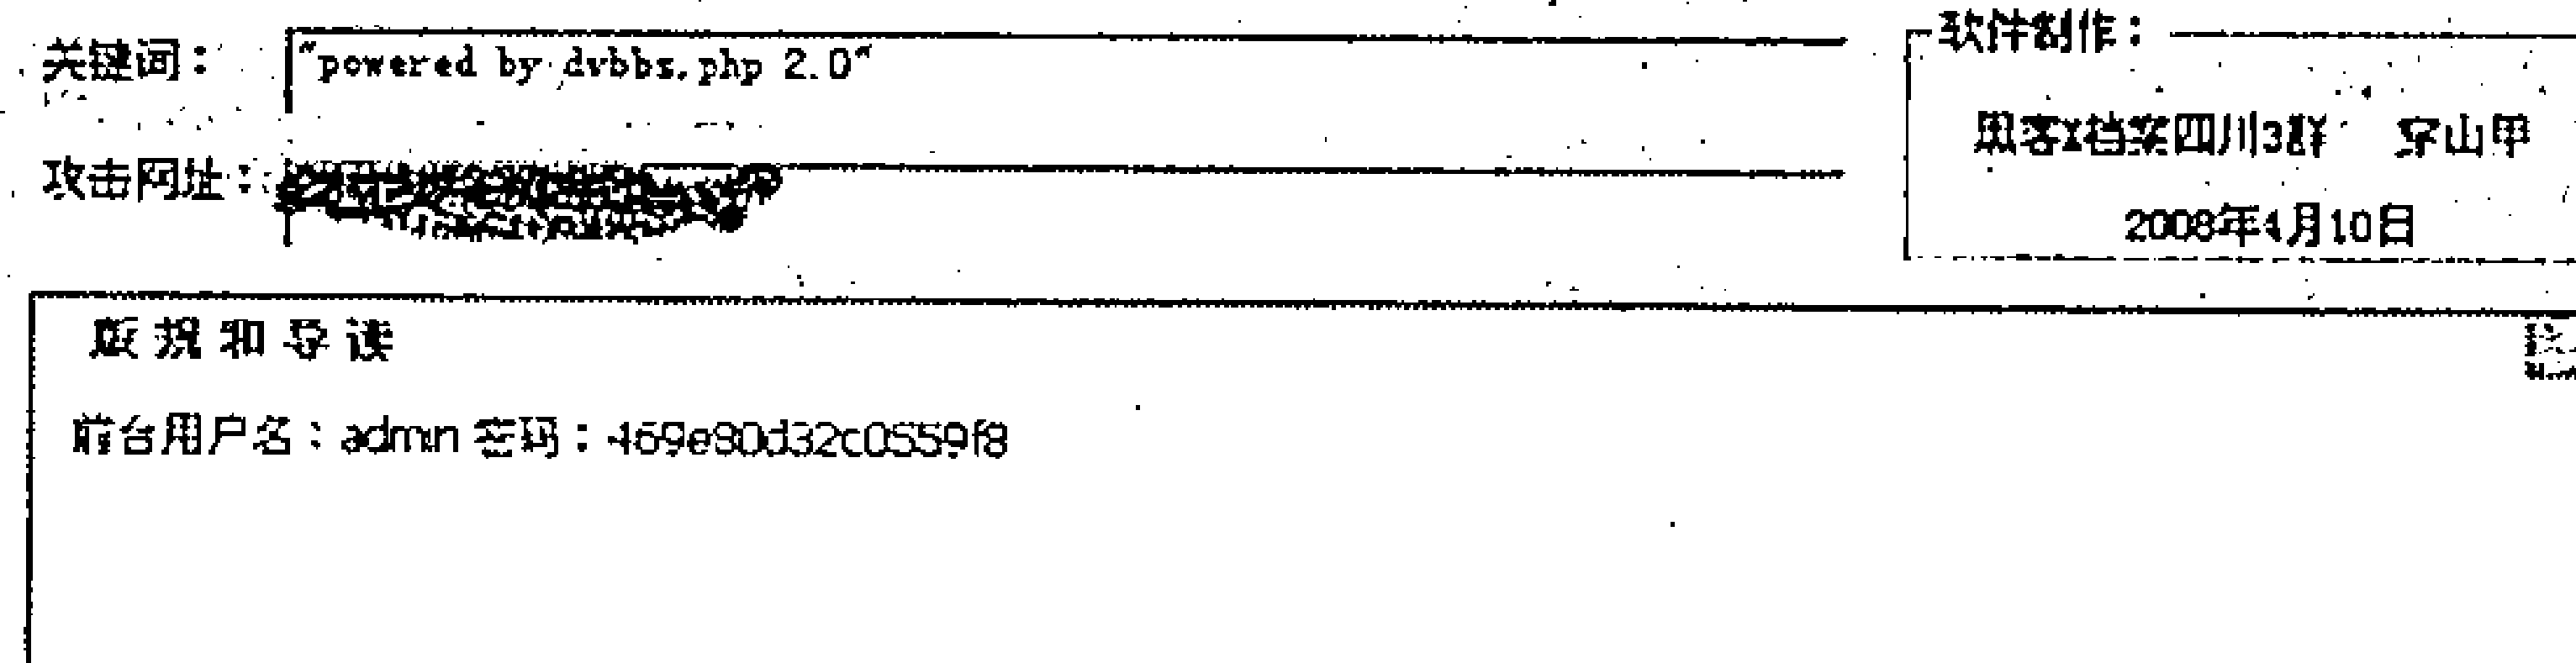 关键词：
"powered by dvbbs.php 2.0"
软件制作：
黑客X档案四川3群 穿山甲
攻击网址：
2008年4月10日
版规和导读
前台用户名：admin 密码：469e80d32c0559f8